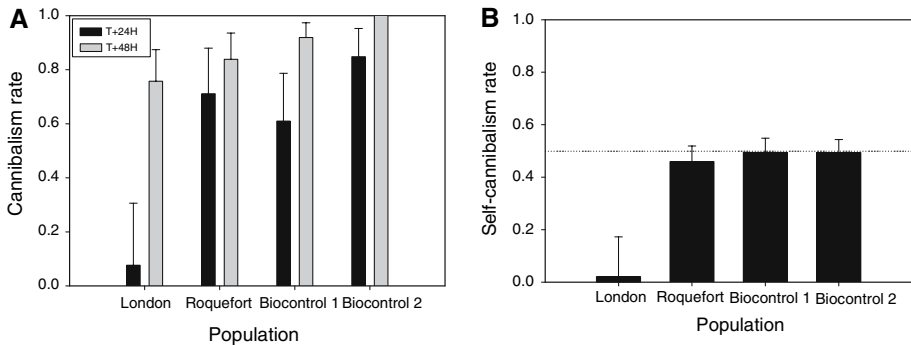 A
T+24H
T+48H
Cannibalism rate
1.0
0.8
0.6
0.4
0.2
0.0
London Roquefort Biocontrol 1 Biocontrol 2
Population
B
Self-cannibalism rate
1.0
0.8
0.6
0.4
0.2
0.0
London Roquefort Biocontrol 1 Biocontrol 2
Population